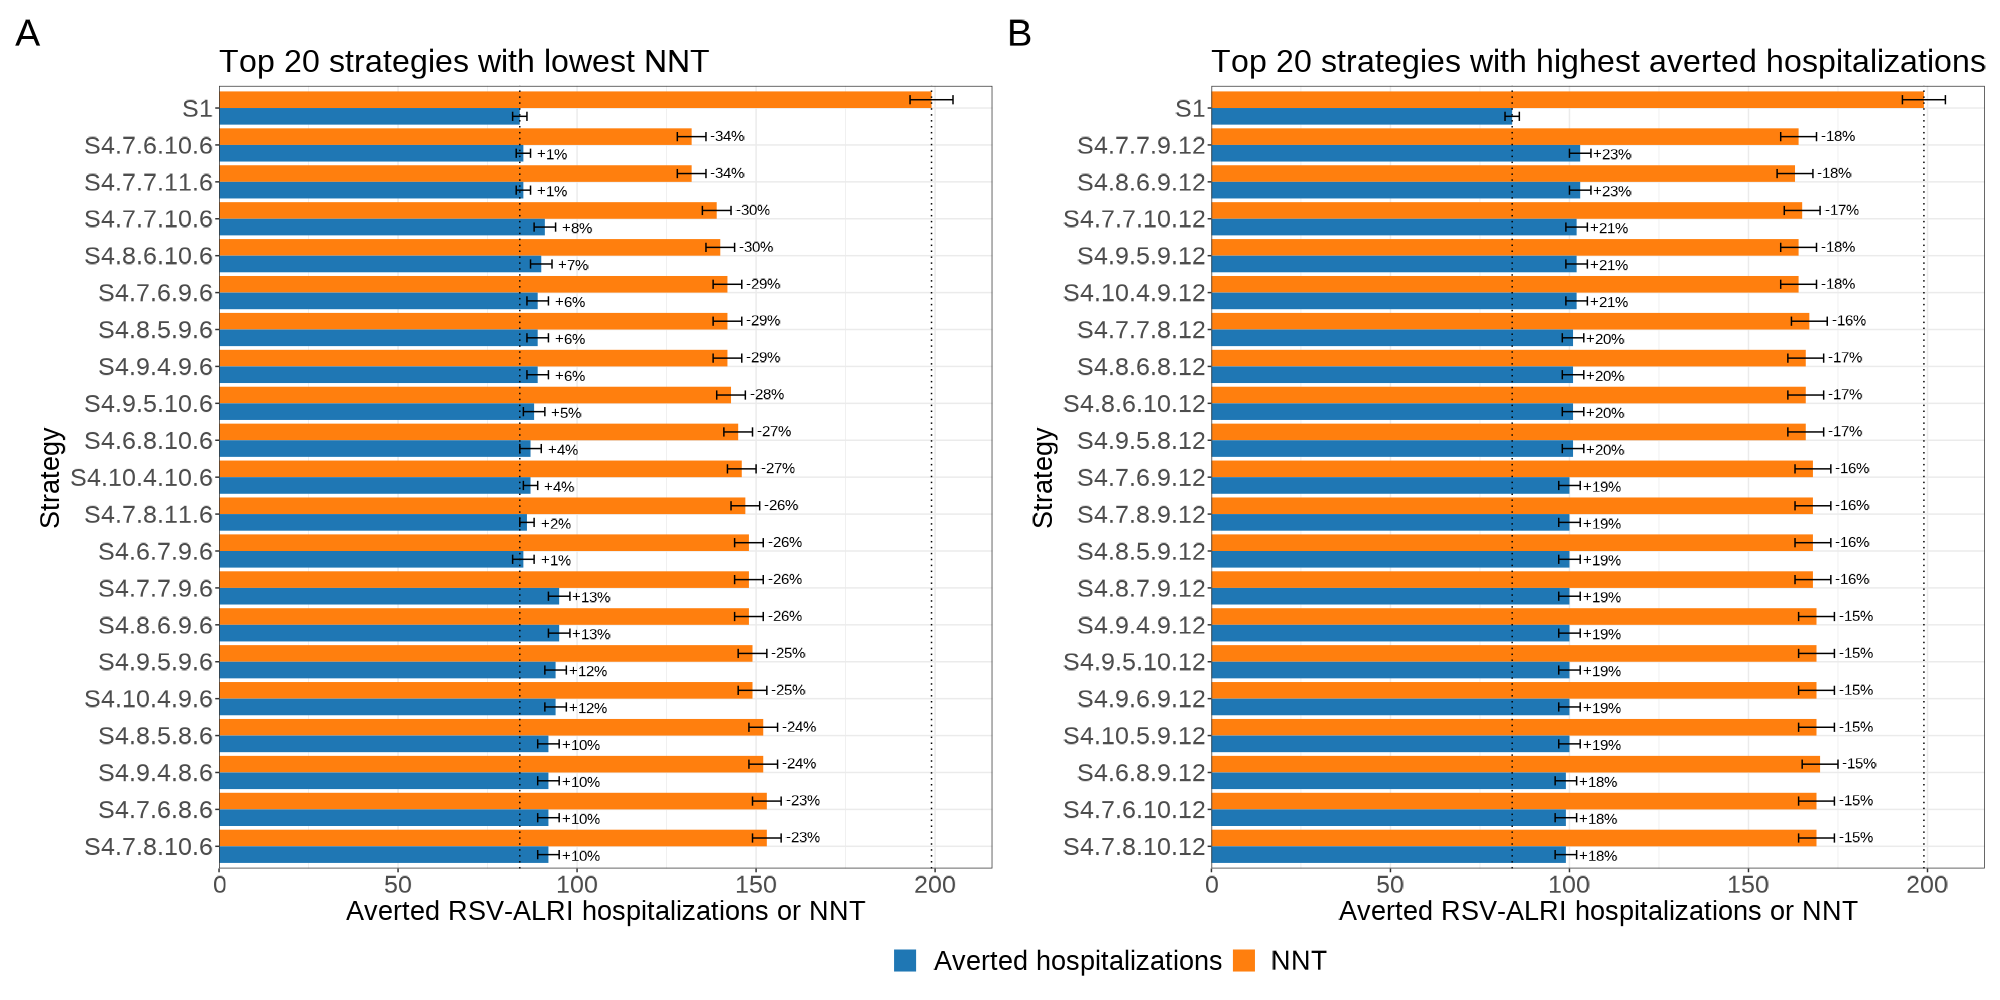 A
Top 20 strategies with lowest NNT
Strategy
S1
S4.7.6.10.6 -34% +1%
S4.7.7.11.6 -34% +1%
S4.7.7.10.6 -30% +8%
S4.8.6.10.6 -30% +7%
S4.7.6.9.6 -29% +6%
S4.8.5.9.6 -29% +6%
S4.9.4.9.6 -29% +6%
S4.9.5.10.6 -28% +5%
S4.6.8.10.6 -27% +4%
S4.10.4.10.6 -27% +4%
S4.7.8.11.6 -26% +2%
S4.6.7.9.6 -26% +1%
S4.7.7.9.6 -26% +13%
S4.8.6.9.6 -26% +13%
S4.9.5.9.6 -25% +12%
S4.10.4.9.6 -25% +12%
S4.8.5.8.6 -24% +10%
S4.9.4.8.6 -24% +10%
S4.7.6.8.6 -23% +10%
S4.7.8.10.6 -23% +10%
0 50 100 150 200
Averted RSV-ALRI hospitalizations or NNT
B
Top 20 strategies with highest averted hospitalizations
Strategy
S1
S4.7.7.9.12 -18% +23%
S4.8.6.9.12 -18% +23%
S4.7.7.10.12 -17% +21%
S4.9.5.9.12 -18% +21%
S4.10.4.9.12 -18% +21%
S4.7.7.8.12 -16% +20%
S4.8.6.8.12 -17% +20%
S4.8.6.10.12 -17% +20%
S4.9.5.8.12 -17% +20%
S4.7.6.9.12 -16% +19%
S4.7.8.9.12 -16% +19%
S4.8.5.9.12 -16% +19%
S4.8.7.9.12 -16% +19%
S4.9.4.9.12 -15% +19%
S4.9.5.10.12 -15% +19%
S4.9.6.9.12 -15% +19%
S4.10.5.9.12 -15% +19%
S4.6.8.9.12 -15% +18%
S4.7.6.10.12 -15% +18%
S4.7.8.10.12 -15% +18%
0 50 100 150 200
Averted RSV-ALRI hospitalizations or NNT
Averted hospitalizations NNT